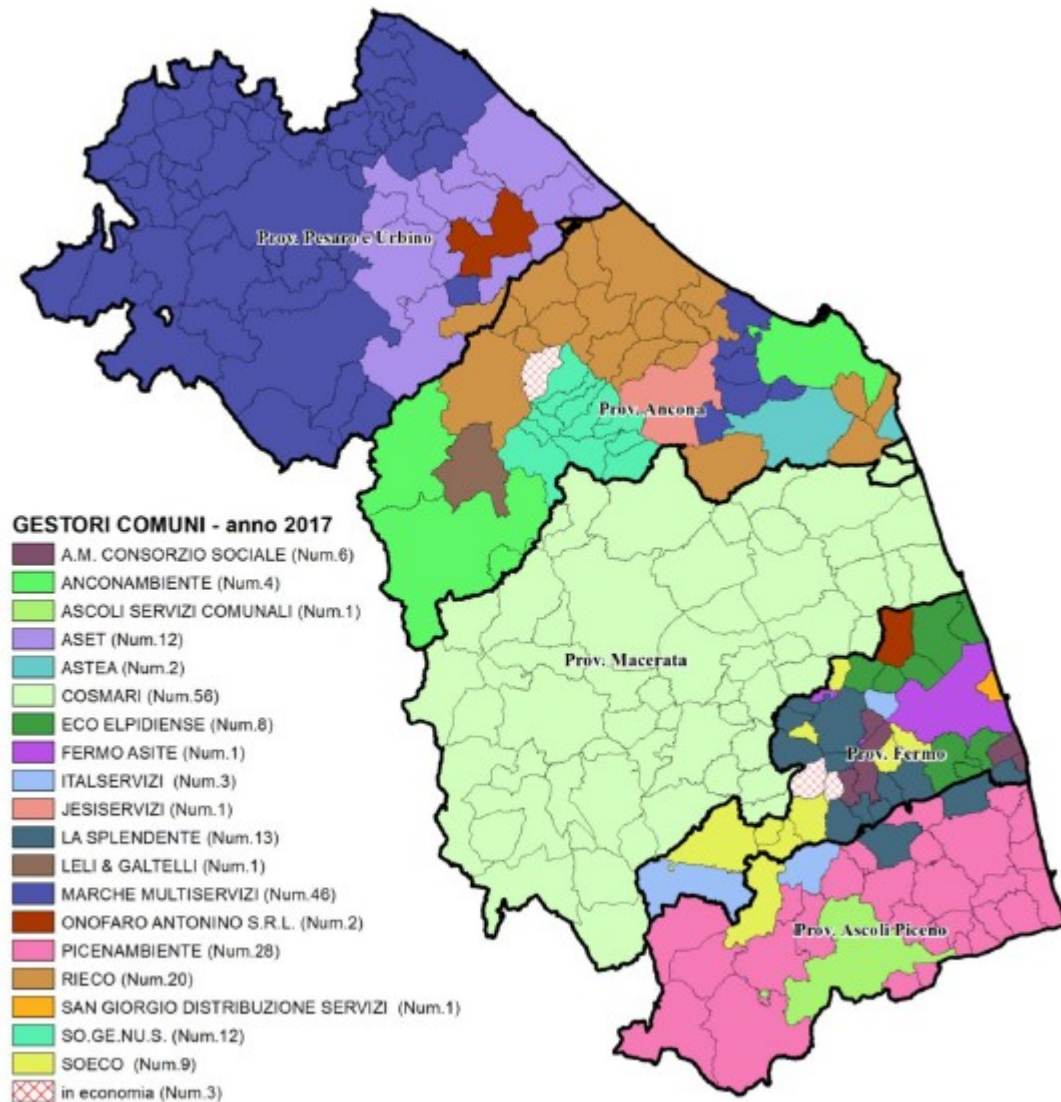 Prov. Pesaro e Urbino
Prov. Ancona
GESTORI COMUNI - anno 2017
A.M. CONSORZIO SOCIALE (Num.6)
ANCONAMBIENTE (Num.4)
ASCOLI SERVIZI COMUNALI (Num.1)
ASET (Num.12)
ASTEA (Num.2)
COSMARI (Num.56)
ECO ELPIDIENSE (Num.8)
FERMO ASITE (Num.1)
ITALSERVIZI (Num.3)
JESISERVIZI (Num.1)
LA SPLENDENTE (Num.13)
LELI & GALTELLI (Num.1)
MARCHE MULTISERVIZI (Num.46)
ONOFARO ANTONINO S.R.L. (Num.2)
PICENAMBIENTE (Num.28)
RIECO (Num.20)
SAN GIORGIO DISTRIBUZIONE SERVIZI (Num.1)
SO.GE.NU.S. (Num.12)
SOECO (Num.9)
in economia (Num.3)
Prov. Macerata
Prov. Fermo
Prov. Ascoli Piceno